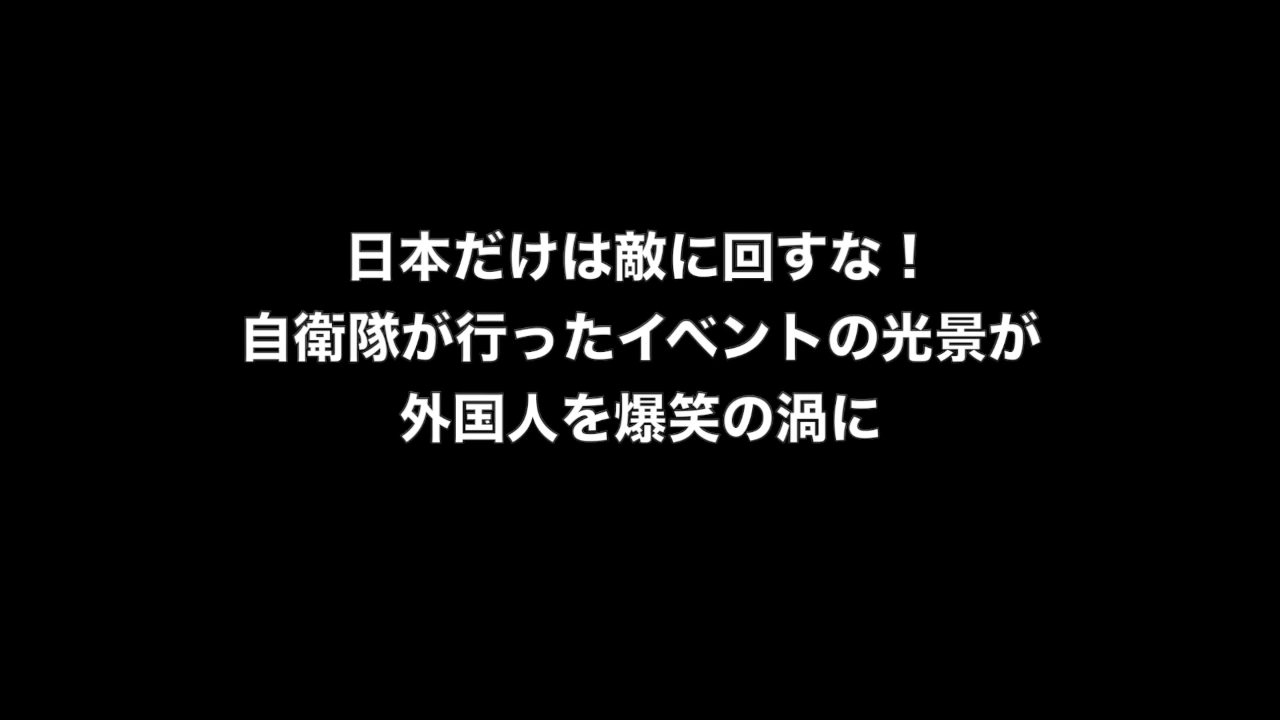 日本だけは敵に回すな！
自衛隊が行ったイベントの光景が
外国人を爆笑の渦に